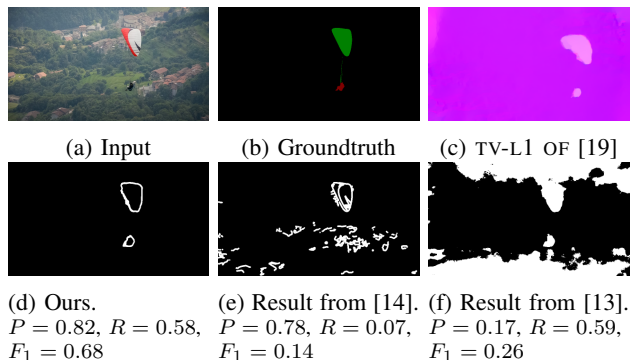 (a) Input
(b) Groundtruth
(c) TV-L1 OF [19]
(d) Ours.
P = 0.82, R = 0.58,
F1 = 0.68
(e) Result from [14].
P = 0.78, R = 0.07,
F1 = 0.14
(f) Result from [13].
P = 0.17, R = 0.59,
F1 = 0.26